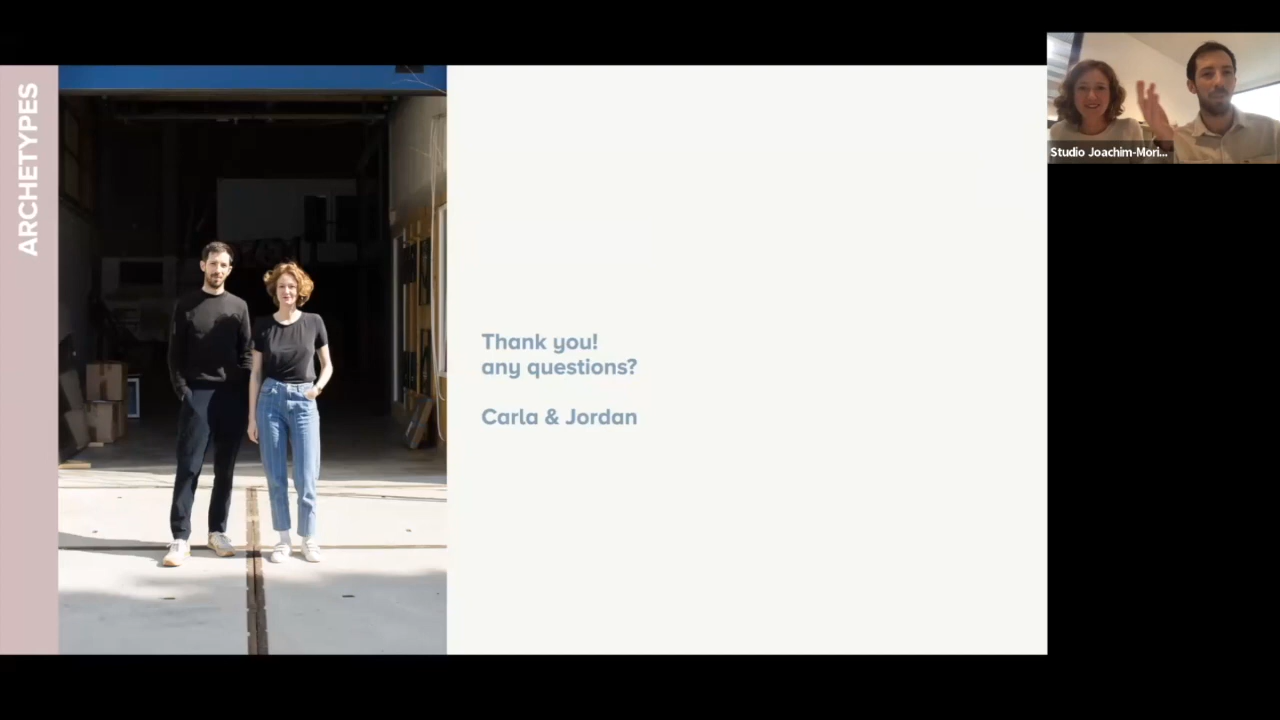 ARCHETYPES
Thank you!
any questions?
Carla & Jordan
Studio Joachim-Mori...